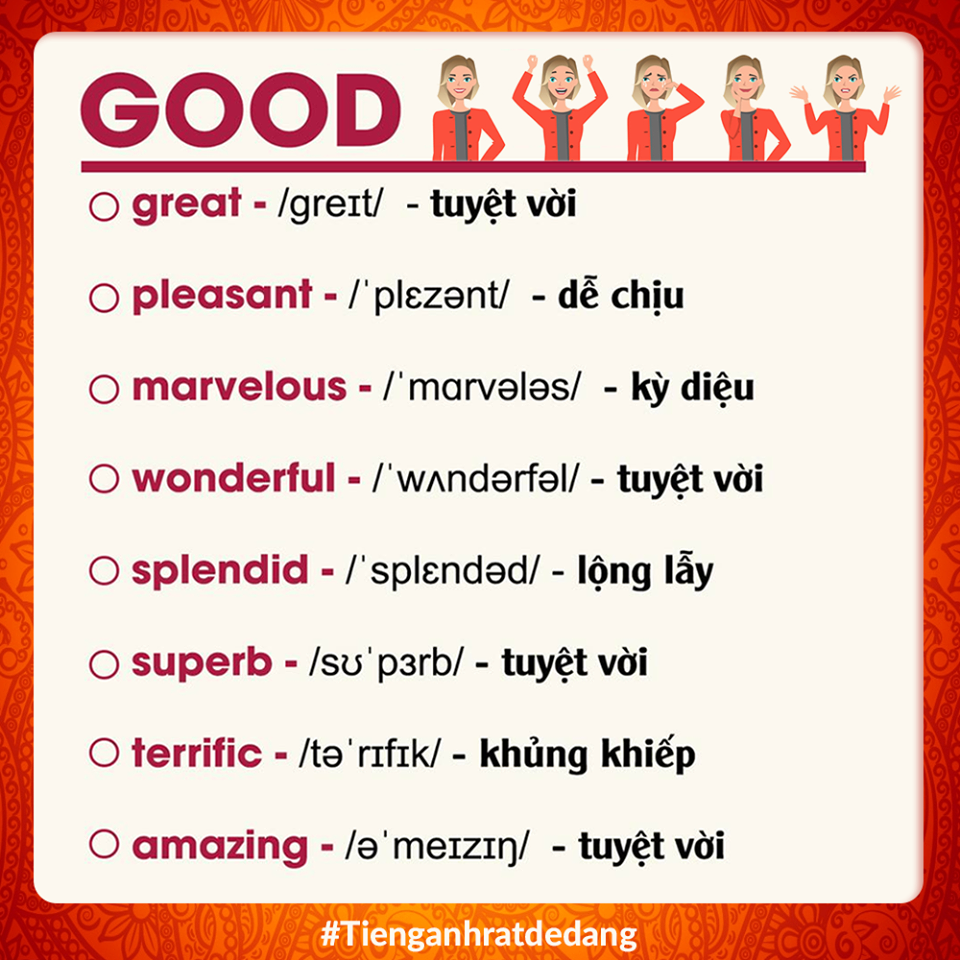 GOOD
great - /greɪt/ - tuyệt vời
pleasant - /ˈplɛzənt/ - dễ chịu
marvelous - /ˈmɑrvələs/ - kỳ diệu
wonderful - /ˈwʌndərfəl/ - tuyệt vời
splendid - /ˈsplɛndəd/ - lộng lẫy
superb - /sʊˈpɜrb/ - tuyệt vời
terrific - /təˈrɪfɪk/ - khủng khiếp
amazing - /əˈmeɪzɪŋ/ - tuyệt vời
#Tienganhratdedang